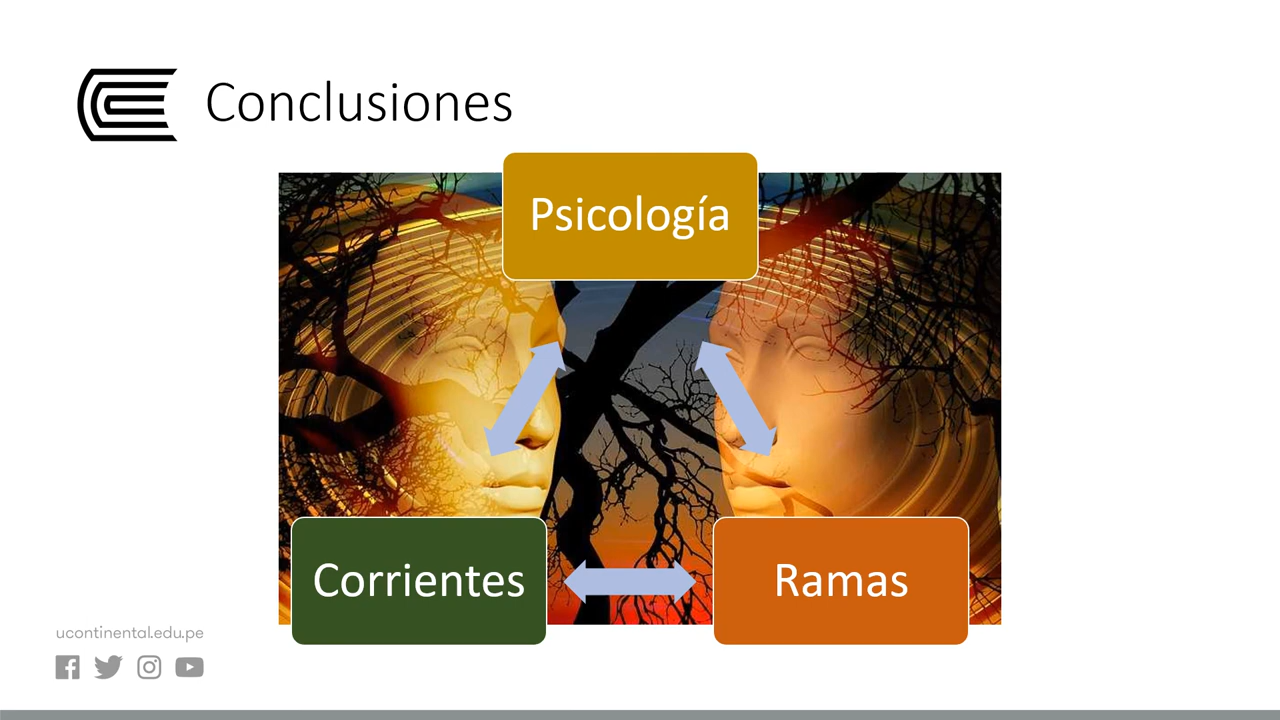 Conclusiones
Psicología
Corrientes
Ramas
ucontinental.edu.pe